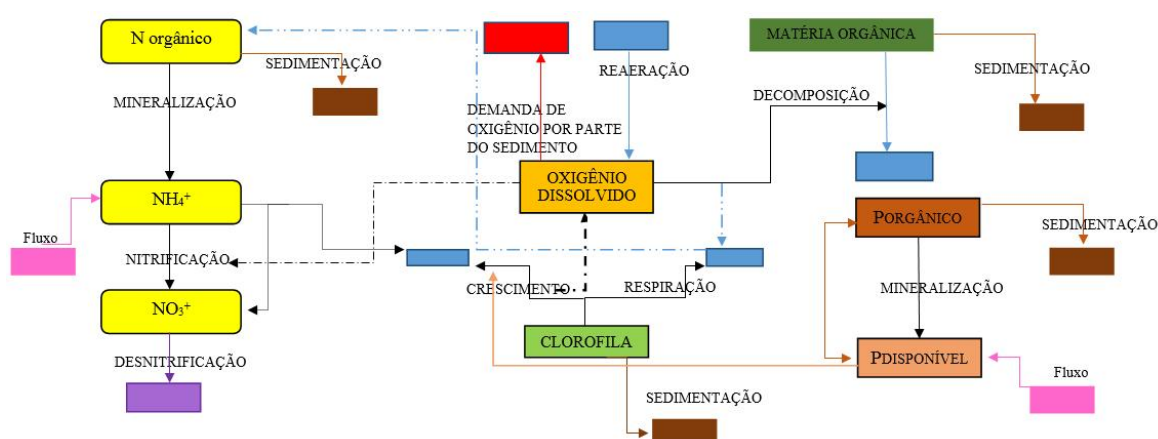 N orgânico
SEDIMENTAÇÃO
MINERALIZAÇÃO
NH₄⁺
Fluxo
NITRIFICAÇÃO
NO₃⁺
DESNITRIFICAÇÃO
REAERAÇÃO
DEMANDA DE
OXIGÊNIO POR PARTE
DO SEDIMENTO
OXIGÊNIO
DISSOLVIDO
CRESCIMENTO
RESPIRAÇÃO
CLOROFILA
SEDIMENTAÇÃO
MATÉRIA ORGÂNICA
SEDIMENTAÇÃO
DECOMPOSIÇÃO
PORGÂNICO
SEDIMENTAÇÃO
MINERALIZAÇÃO
PDISPONÍVEL
Fluxo